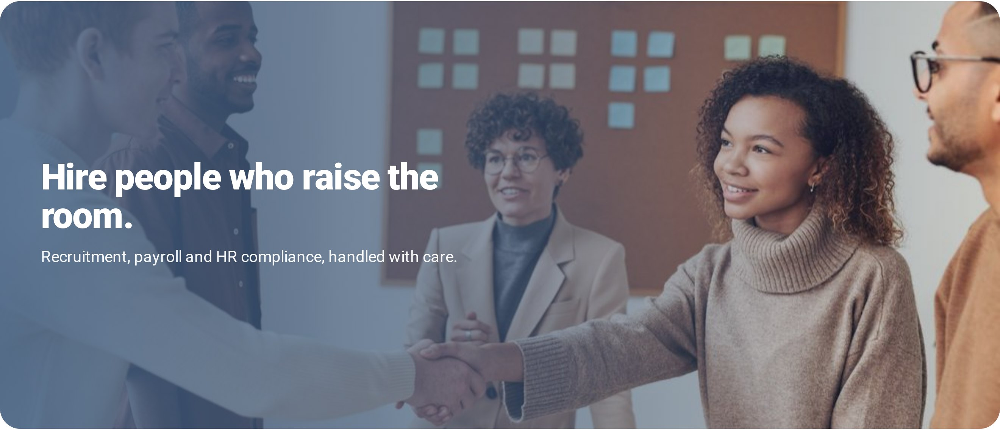 Hire people who raise the
room.
Recruitment, payroll and HR compliance, handled with care.